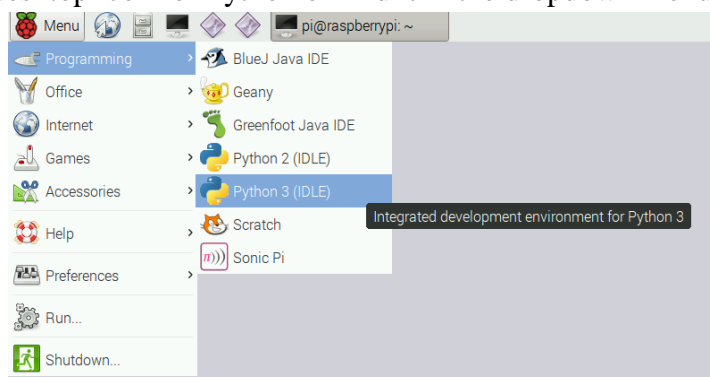 Menu pi@raspberrypi: ~
Programming
Office
Internet
Games
Accessories
Help
Preferences
Run...
Shutdown...
BlueJ Java IDE
Geany
Greenfoot Java IDE
Python 2 (IDLE)
Python 3 (IDLE)
Integrated development environment for Python 3
Scratch
π))) Sonic Pi